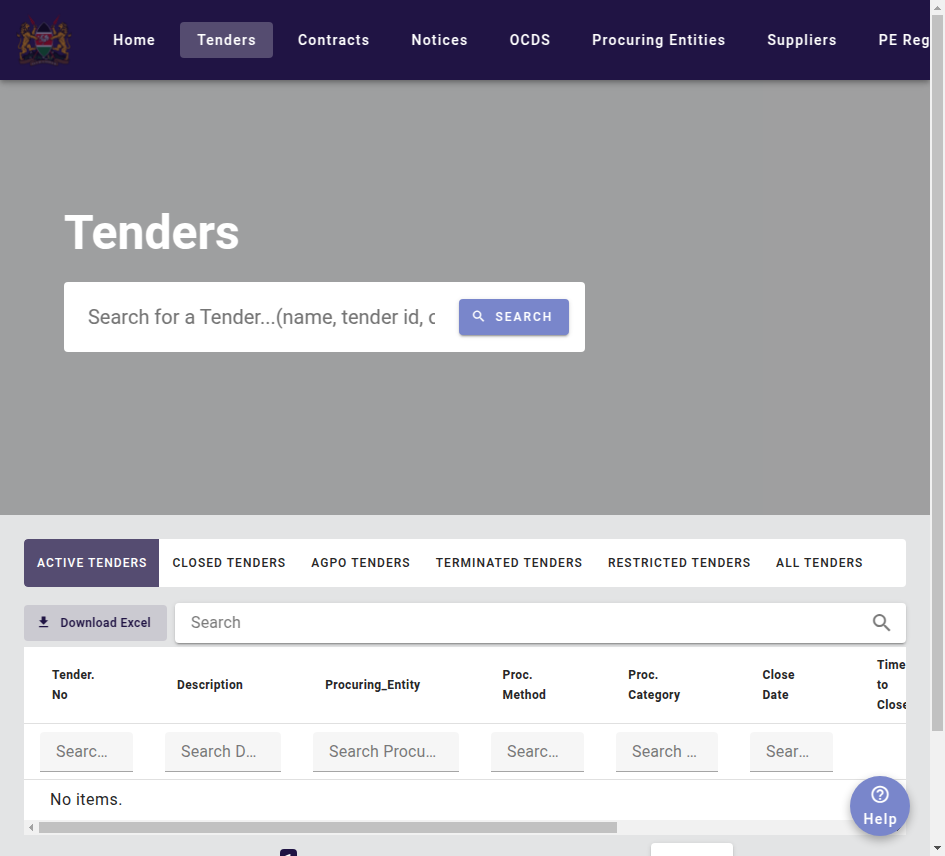 Home Tenders Contracts Notices OCDS Procuring Entities Suppliers PE Reg
Tenders
Search for a Tender...(name, tender id, c
SEARCH
ACTIVE TENDERS CLOSED TENDERS AGPO TENDERS TERMINATED TENDERS RESTRICTED TENDERS ALL TENDERS
Download Excel
Search
Tender. No
Description
Procuring_Entity
Proc. Method
Proc. Category
Close Date
Time to Close
Searc... Search D... Search Procu... Searc... Search ... Sear...
No items.
Help